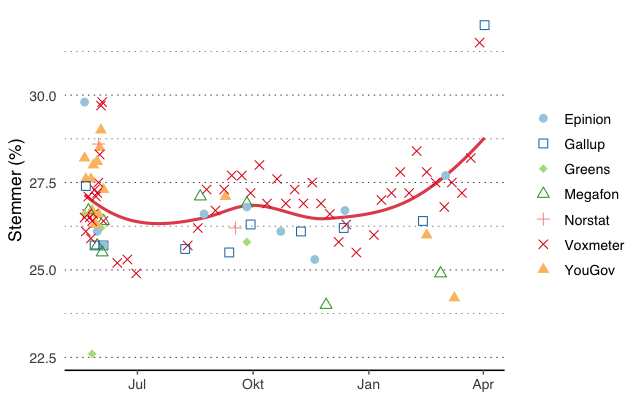 Stemmer (%)
30.0
27.5
25.0
22.5
Jul
Okt
Jan
Apr
Epinion
Gallup
Greens
Megafon
Norstat
Voxmeter
YouGov